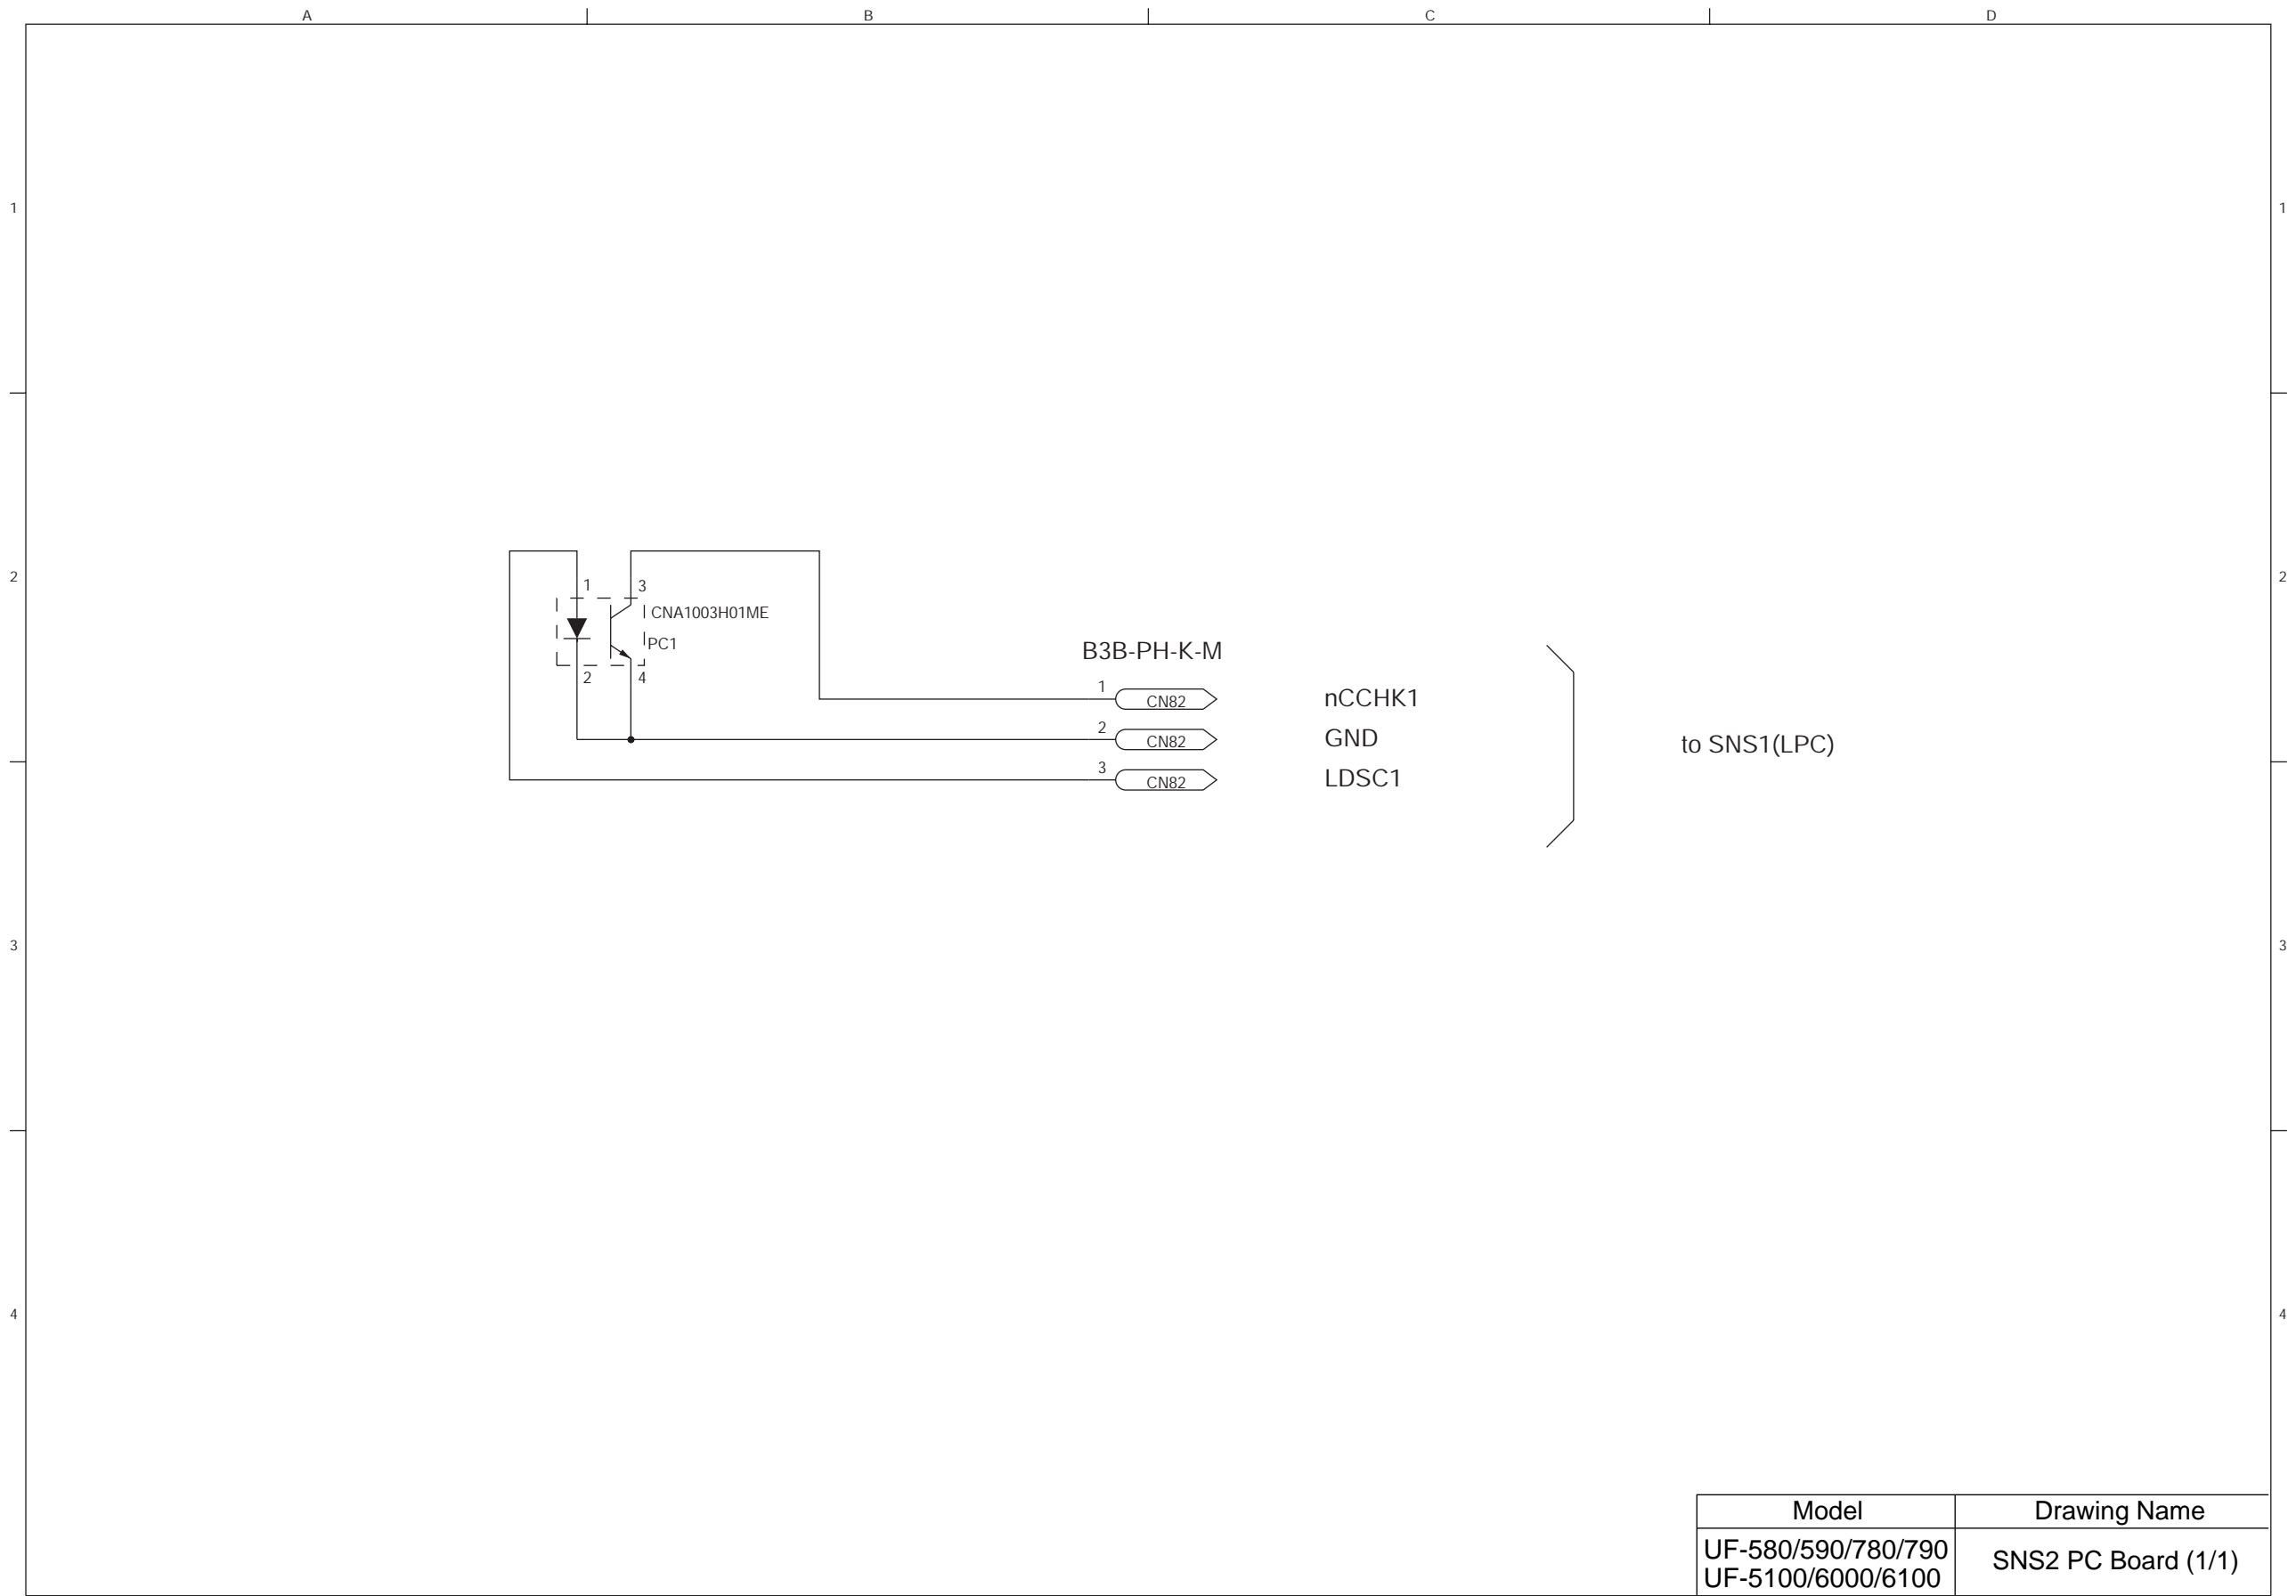 A B C D
1 1
2 2
1 3
CNA1003H01ME
PC1
2 4
B3B-PH-K-M
1 CN82 nCCHK1
2 CN82 GND
to SNS1(LPC)
3 CN82 LDSC1
3 3
4 4
Model Drawing Name
UF-580/590/780/790
UF-5100/6000/6100
SNS2 PC Board (1/1)